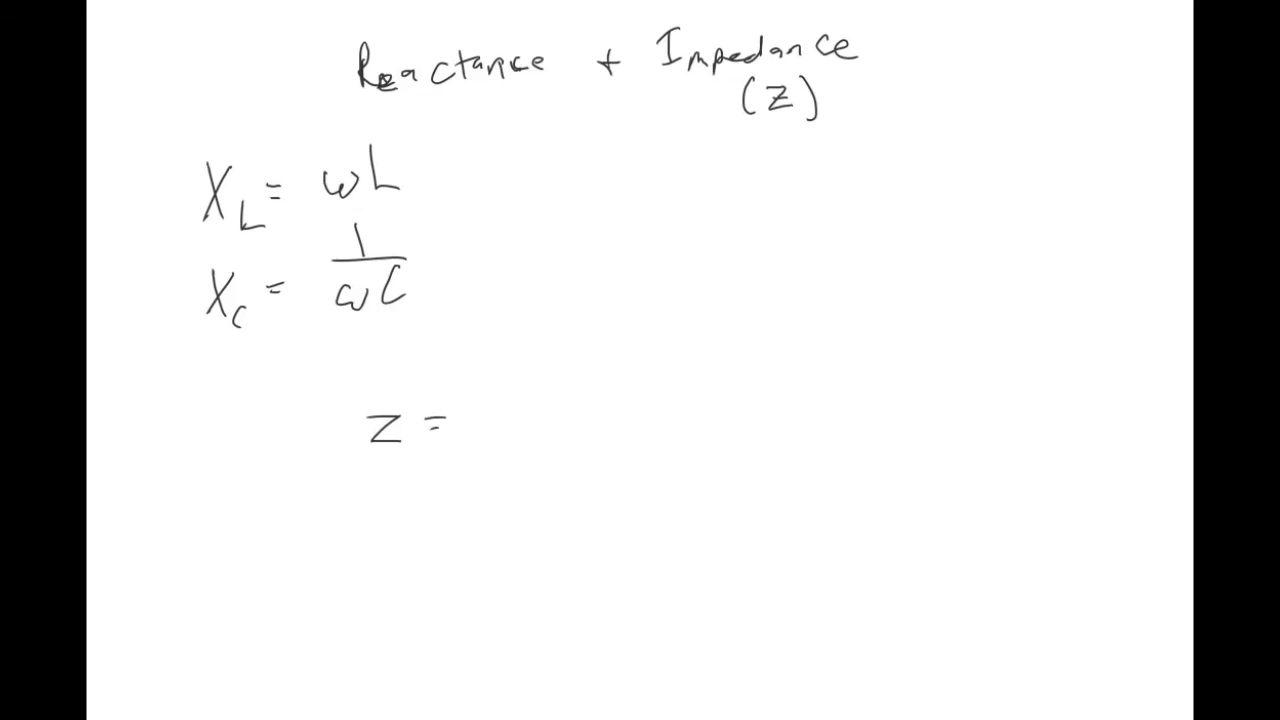 Reactance + Impedance
(Z)
X_L = ωL
X_C = 1/ωC
Z =